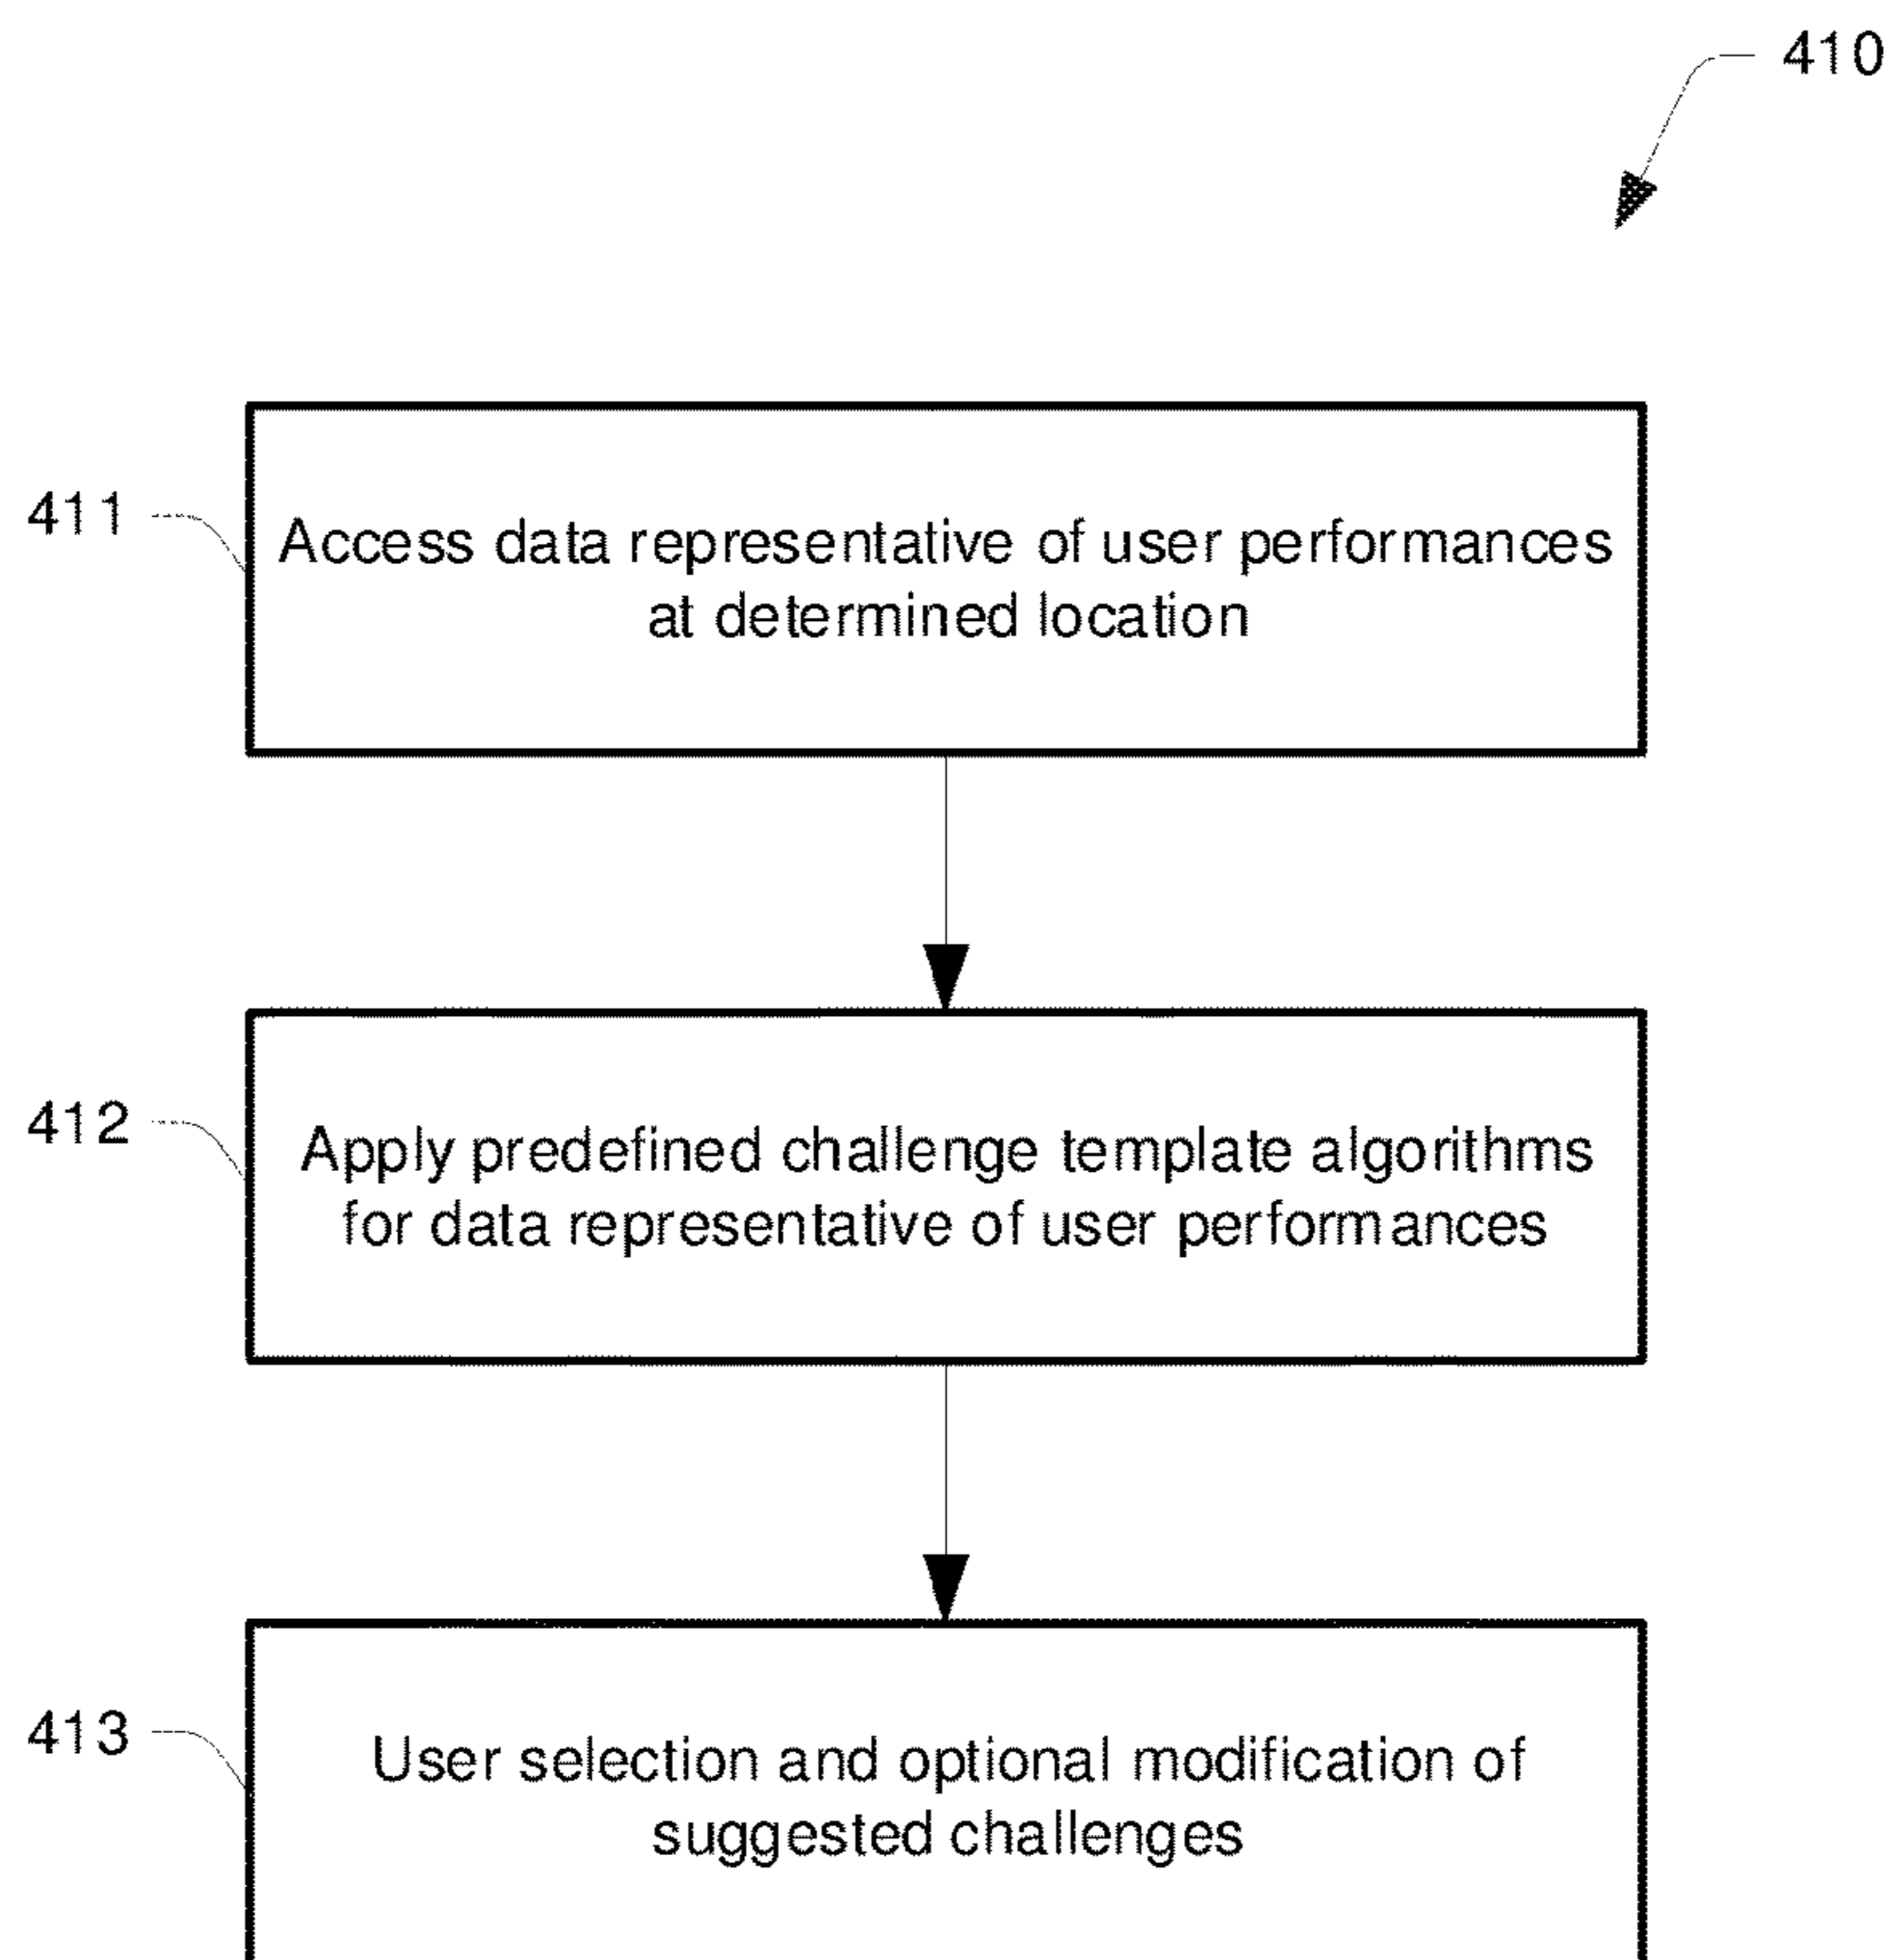 410
411
Access data representative of user performances
at determined location
412
Apply predefined challenge template algorithms
for data representative of user performances
413
User selection and optional modification of
suggested challenges